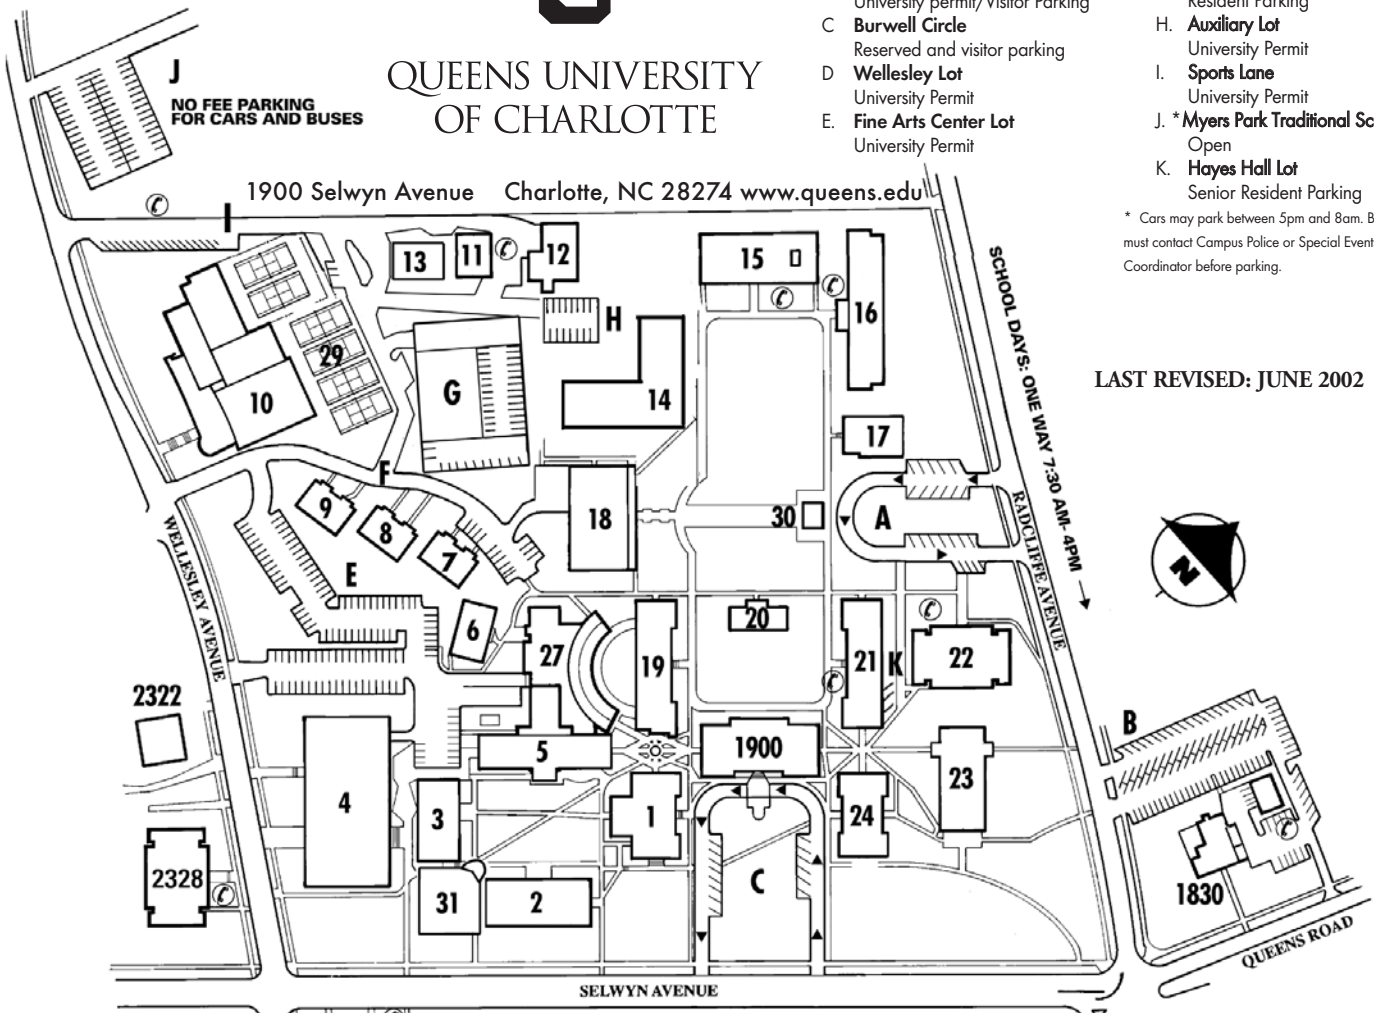 University permit/Visitor Parking
C Burwell Circle
Reserved and visitor parking
D Wellesley Lot
University Permit
E. Fine Arts Center Lot
University Permit
Resident Parking
H. Auxiliary Lot
University Permit
I. Sports Lane
University Permit
J. *Myers Park Traditional Sc
Open
K. Hayes Hall Lot
Senior Resident Parking
* Cars may park between 5pm and 8am. B
must contact Campus Police or Special Event
Coordinator before parking.
LAST REVISED: JUNE 2002
QUEENS UNIVERSITY
OF CHARLOTTE
1900 Selwyn Avenue Charlotte, NC 28274 www.queens.edu
J
NO FEE PARKING
FOR CARS AND BUSES
I
13
11
12
15
16
H
29
10
G
14
17
F
9
8
7
18
30
A
SCHOOL DAYS: ONE WAY 7:30 AM- 4PM
RADCLIFFE AVENUE
N
WELLESLEY AVENUE
E
6
27
19
20
21
K
22
2322
5
1900
23
B
4
3
1
24
2328
31
2
C
1830
QUEENS ROAD
SELWYN AVENUE